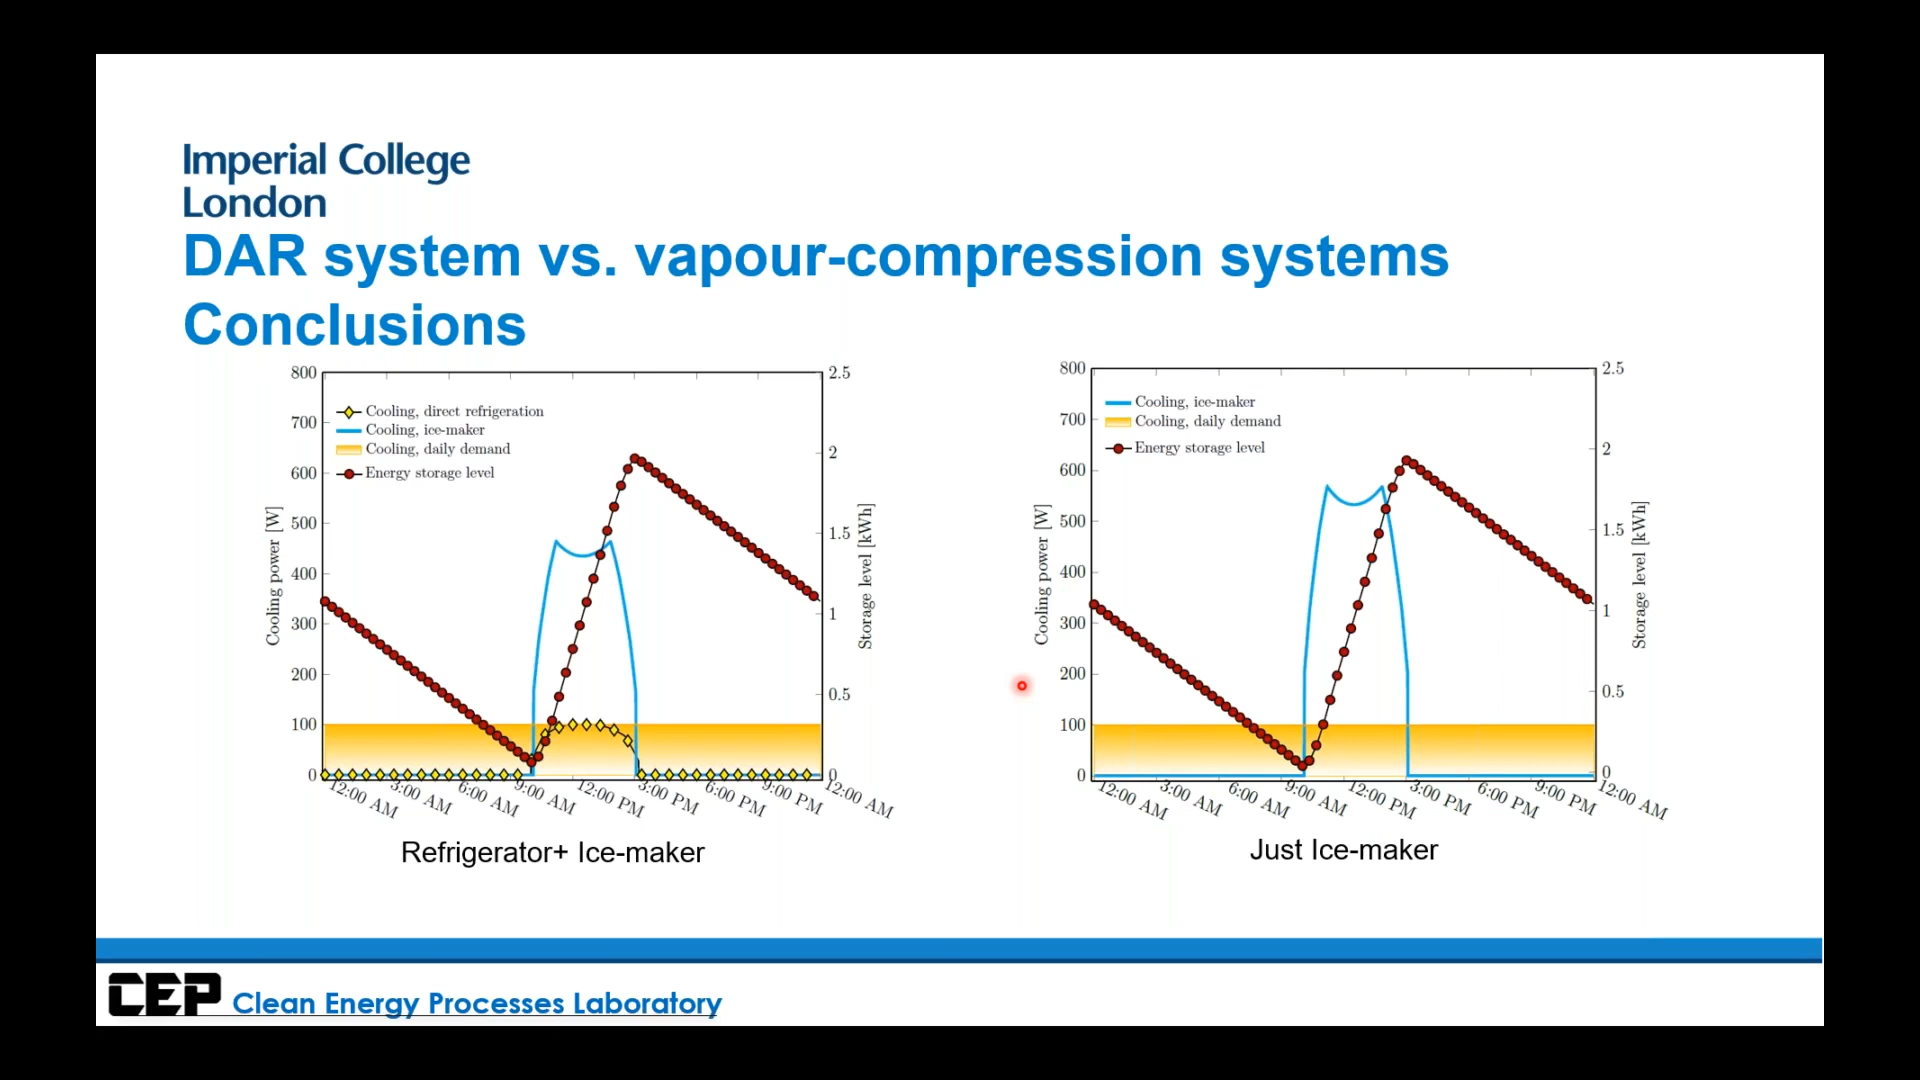 Imperial College
London
DAR system vs. vapour-compression systems
Conclusions
800
700
600
500
400
300
200
100
0
Cooling power [W]
Cooling, direct refrigeration
Cooling, ice-maker
Cooling, daily demand
Energy storage level
2.5
2
1.5
1
0.5
0
Storage level [kWh]
12:00 AM
3:00 AM
6:00 AM
9:00 AM
12:00 PM
3:00 PM
6:00 PM
9:00 PM
12:00 AM
Refrigerator+ Ice-maker
800
700
600
500
400
300
200
100
0
Cooling power [W]
Cooling, ice-maker
Cooling, daily demand
Energy storage level
2.5
2
1.5
1
0.5
0
Storage level [kWh]
12:00 AM
3:00 AM
6:00 AM
9:00 AM
12:00 PM
3:00 PM
6:00 PM
9:00 PM
12:00 AM
Just Ice-maker
CEP Clean Energy Processes Laboratory